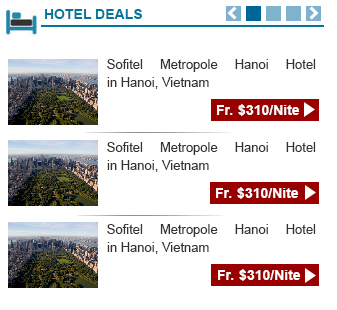 HOTEL DEALS
Sofitel Metropole Hanoi Hotel
in Hanoi, Vietnam
Fr. $310/Nite
Sofitel Metropole Hanoi Hotel
in Hanoi, Vietnam
Fr. $310/Nite
Sofitel Metropole Hanoi Hotel
in Hanoi, Vietnam
Fr. $310/Nite